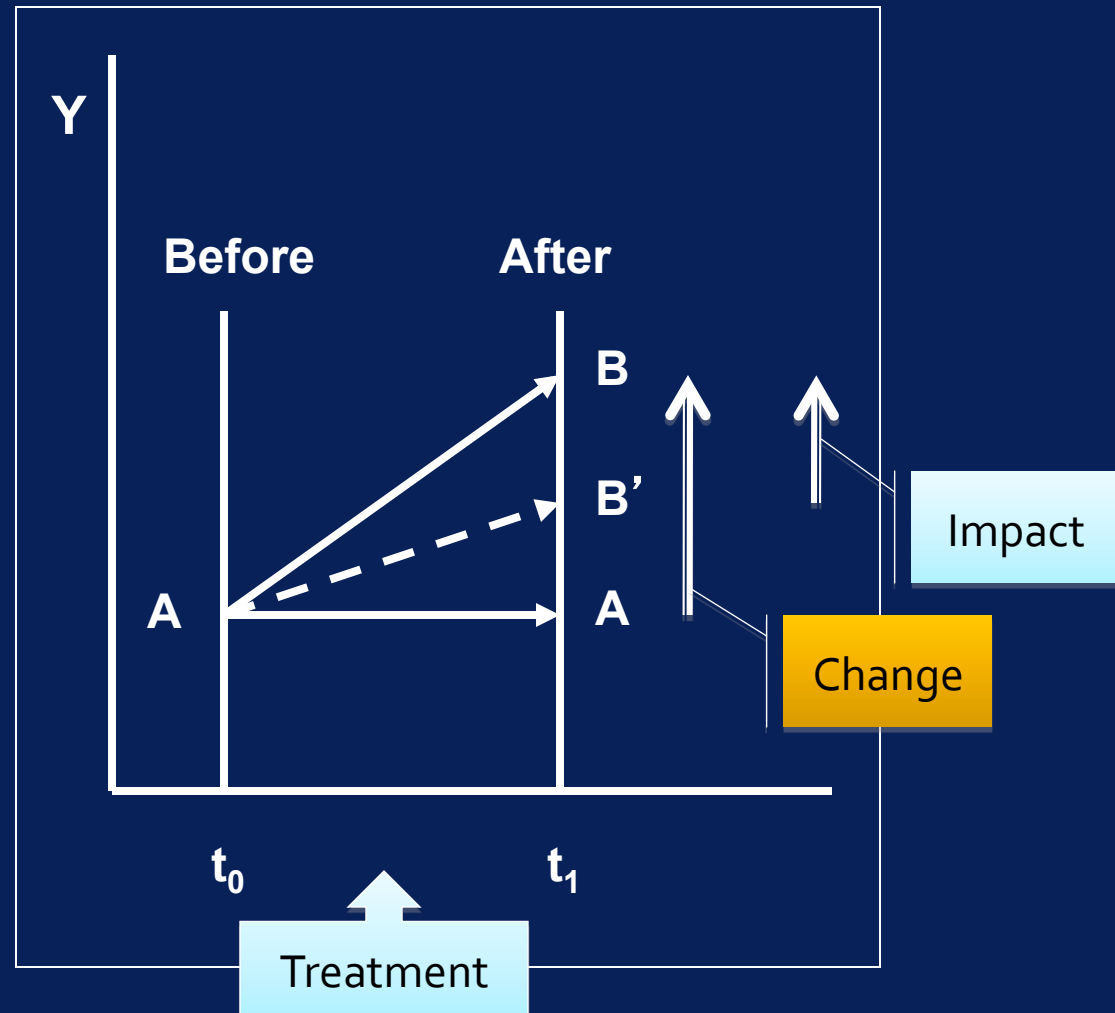 Y
Before
After
B
B’
A
A
Impact
Change
t₀
t₁
Treatment